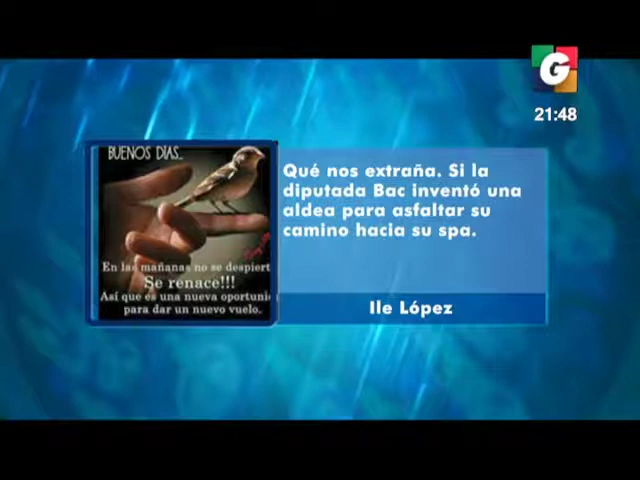 G
21:48
BUENOS DIAS..
En las mañanas no se despiert
Se renace!!!
Así que es una nueva oportuni
para dar un nuevo vuelo.
Qué nos extraña. Si la
diputada Bac inventó una
aldea para asfaltar su
camino hacia su spa.
Ile López